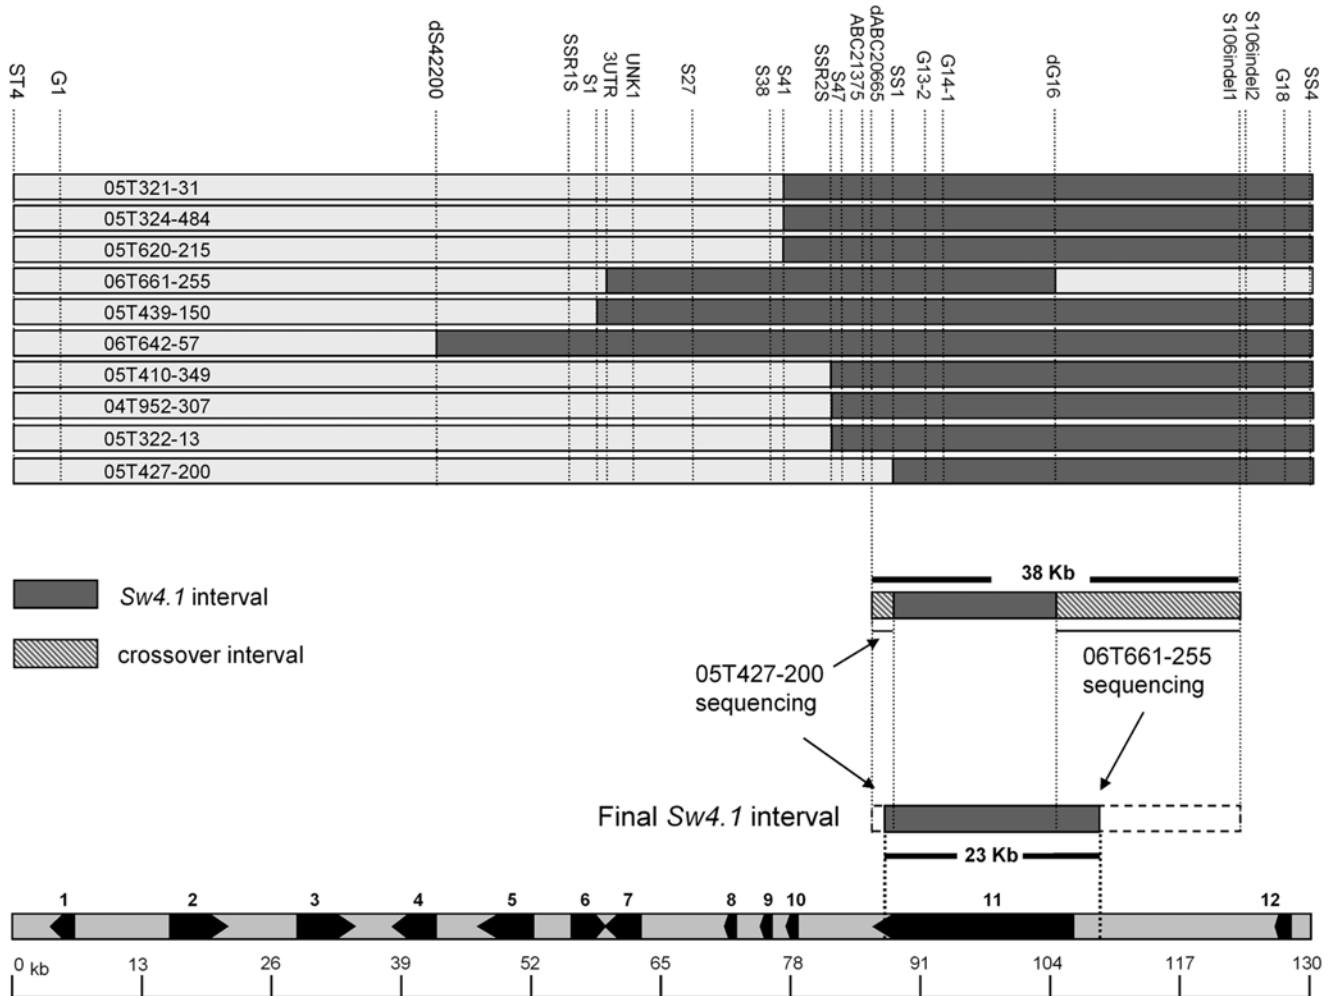 ST4
G1
dS42200
SSR1S
S1
3UTR
UNK1
S27
S38
S41
SSR2S
S47
ABC21375
dABC20665
SS1
G13-2
G14-1
dG16
S106indel1
S106indel2
G18
SS4
05T321-31
05T324-484
05T620-215
06T661-255
05T439-150
06T642-57
05T410-349
04T952-307
05T322-13
05T427-200
38 Kb
Sw4.1 interval
crossover interval
05T427-200
sequencing
06T661-255
sequencing
Final Sw4.1 interval
23 Kb
1 2 3 4 5 6 7 8 9 10 11 12
0 kb 13 26 39 52 65 78 91 104 117 130